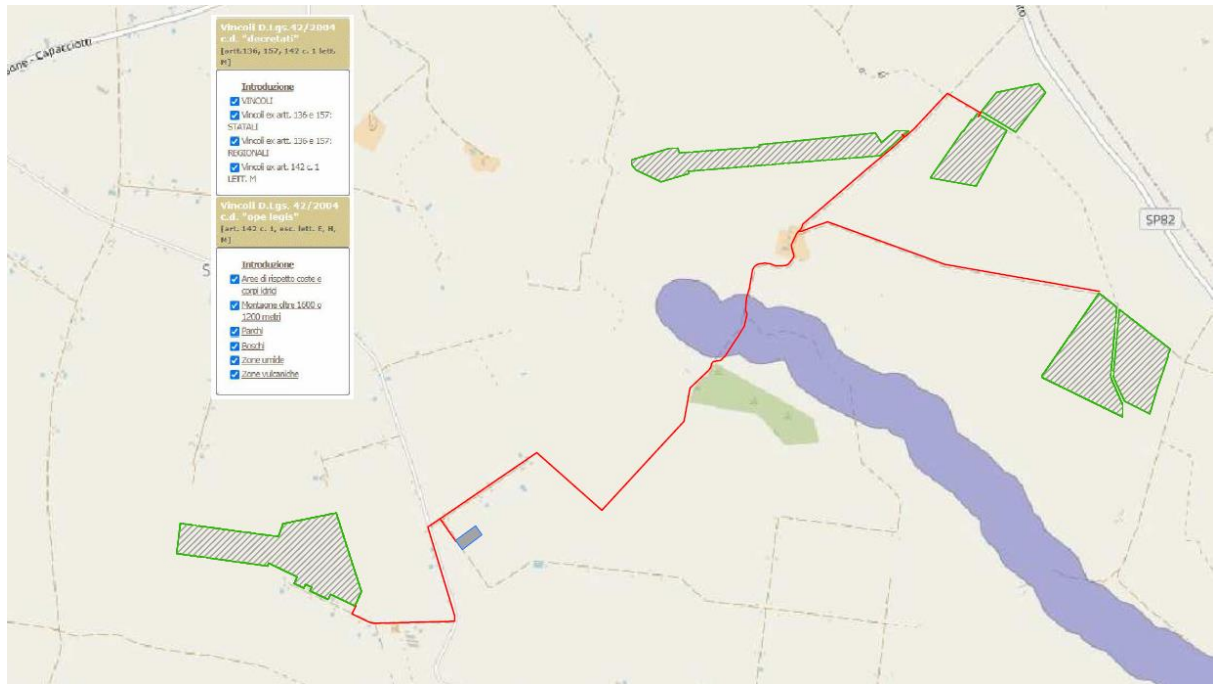 one - Capacciotti
Vincoli D.Lgs.42/2004
c.d. "decretati"
[artt.136, 157, 142 c. 1 lett.
M]
Introduzione
VINCOLI
Vincoli ex artt. 136 e 157:
STATALI
Vincoli ex artt. 136 e 157:
REGIONALI
Vincoli ex art. 142 c. 1
LETT. M
Vincoli D.Lgs. 42/2004
c.d. "ope legis"
[art. 142 c. 1, esc. lett. E, H,
M]
Introduzione
Aree di rispetto coste e
corpi idrici
Montagne oltre 1600 o
1200 metri
Parchi
Boschi
Zone umide
Zone vulcaniche
S
SP82